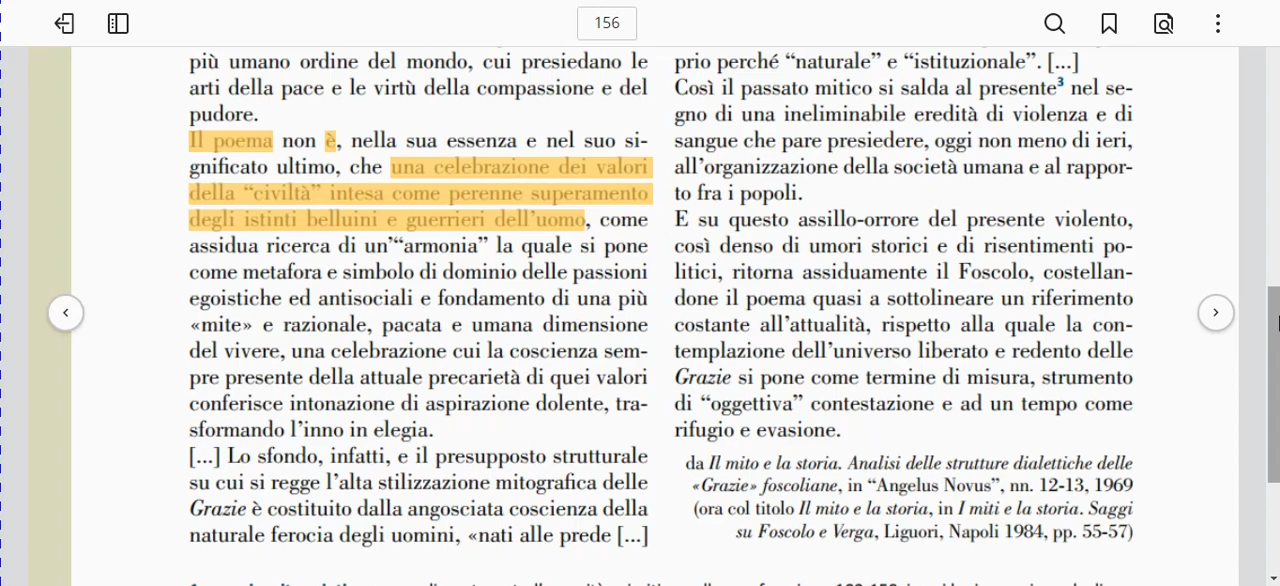 156
più umano ordine del mondo, cui presiedano le
arti della pace e le virtù della compassione e del
pudore.
Il poema non è, nella sua essenza e nel suo si-
gnificato ultimo, che una celebrazione dei valori
della “civiltà” intesa come perenne superamento
degli istinti belluini e guerrieri dell’uomo, come
assidua ricerca di un’“armonia” la quale si pone
come metafora e simbolo di dominio delle passioni
egoistiche ed antisociali e fondamento di una più
«mite» e razionale, pacata e umana dimensione
del vivere, una celebrazione cui la coscienza sem-
pre presente della attuale precarietà di quei valori
conferisce intonazione di aspirazione dolente, tra-
sformando l’inno in elegia.
[...] Lo sfondo, infatti, e il presupposto strutturale
su cui si regge l’alta stilizzazione mitografica delle
Grazie è costituito dalla angosciata coscienza della
naturale ferocia degli uomini, «nati alle prede [...]
prio perché “naturale” e “istituzionale”. [...]
Così il passato mitico si salda al presente³ nel se-
gno di una ineliminabile eredità di violenza e di
sangue che pare presiedere, oggi non meno di ieri,
all’organizzazione della società umana e al rappor-
to fra i popoli.
E su questo assillo-orrore del presente violento,
così denso di umori storici e di risentimenti po-
litici, ritorna assiduamente il Foscolo, costellan-
done il poema quasi a sottolineare un riferimento
costante all’attualità, rispetto alla quale la con-
templazione dell’universo liberato e redento delle
Grazie si pone come termine di misura, strumento
di “oggettiva” contestazione e ad un tempo come
rifugio e evasione.
da Il mito e la storia. Analisi delle strutture dialettiche delle
«Grazie» foscoliane, in “Angelus Novus”, nn. 12-13, 1969
(ora col titolo Il mito e la storia, in I miti e la storia. Saggi
su Foscolo e Verga, Liguori, Napoli 1984, pp. 55-57)